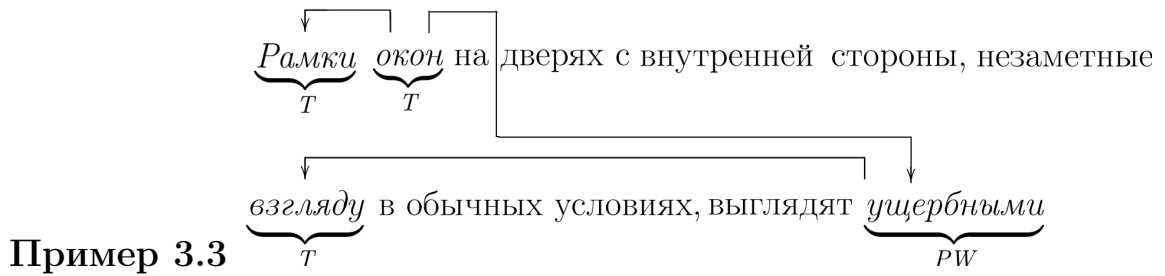 Рамки окон на дверях с внутренней стороны, незаметные
T T
взгляду в обычных условиях, выглядят ущербными
Пример 3.3 T PW